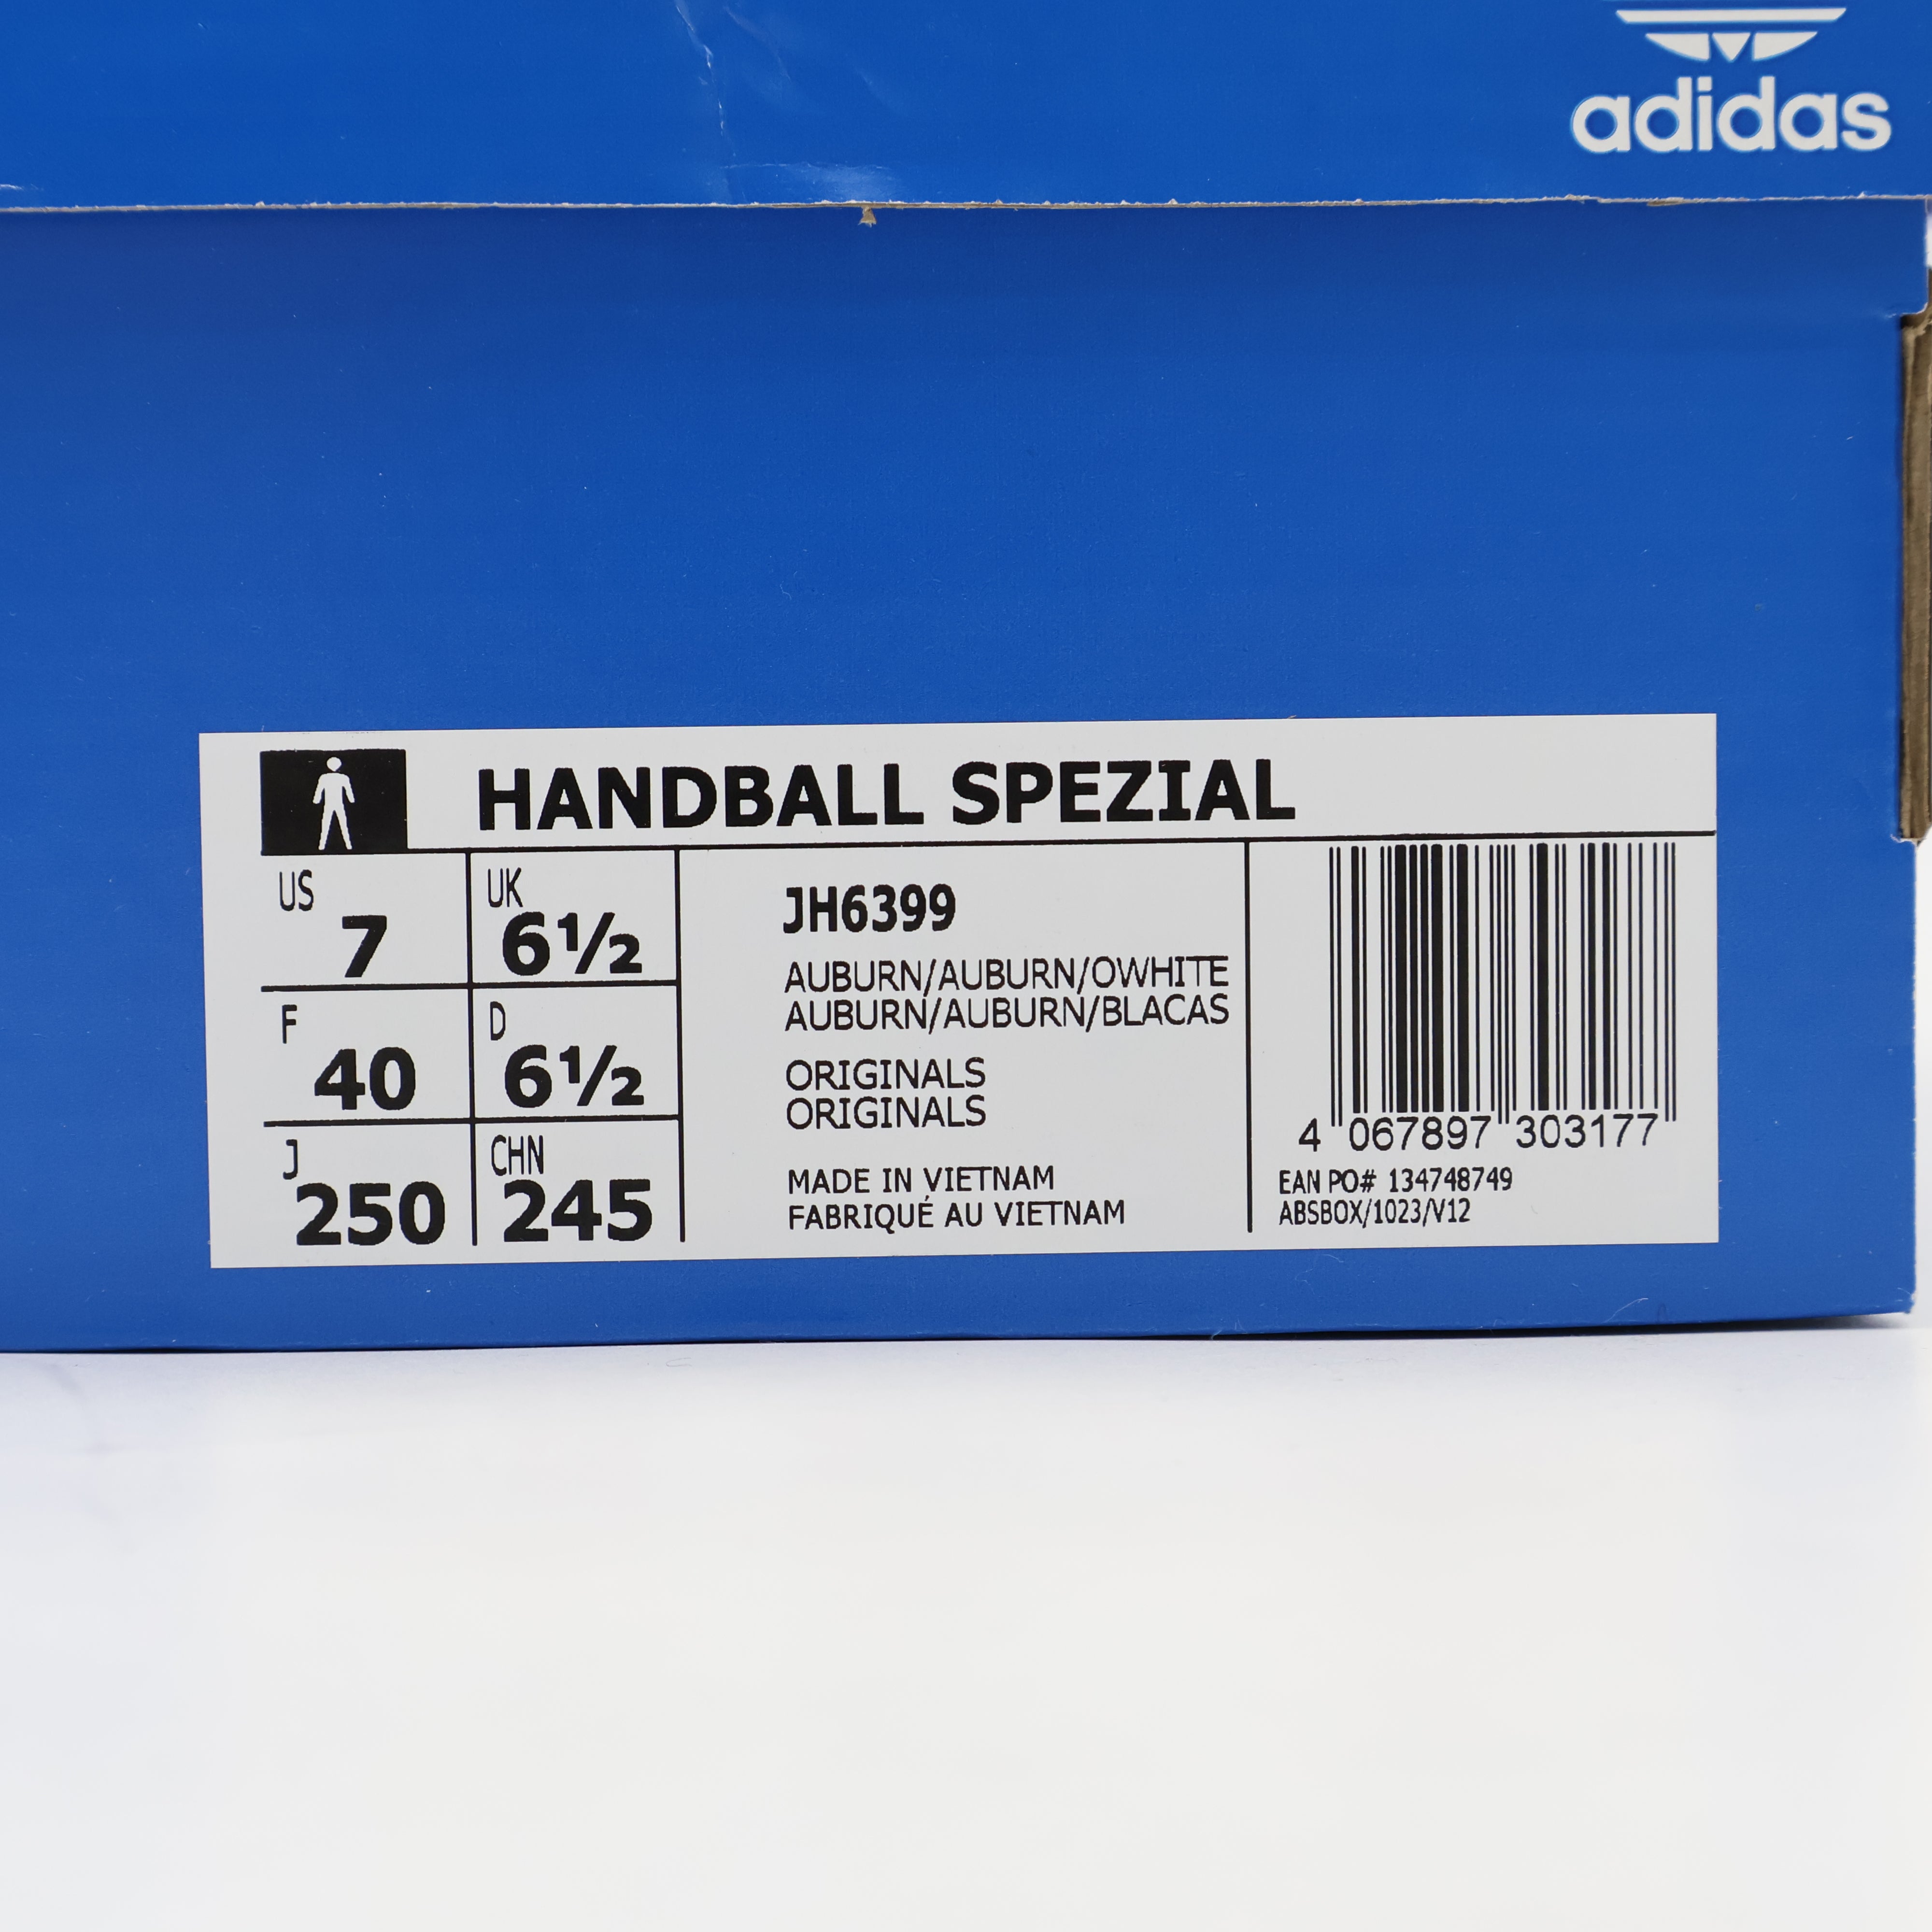 adidas
HANDBALL SPEZIAL
US
7
UK
6½
F
40
D
6½
J
250
CHN
245
JH6399
AUBURN/AUBURN/OWHITE
AUBURN/AUBURN/BLACAS
ORIGINALS
ORIGINALS
MADE IN VIETNAM
FABRIQUÉ AU VIETNAM
4 067897 303177
EAN PO# 134748749
ABSBOX/1023/V12